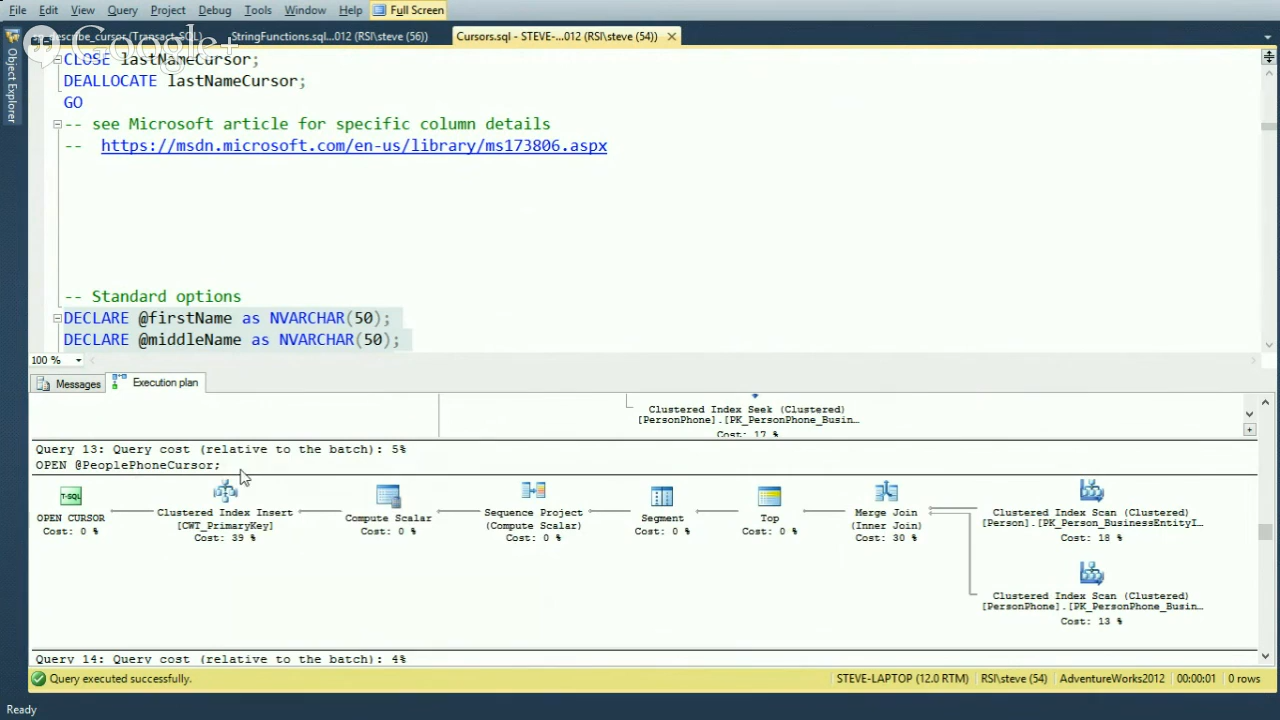 File Edit View Query Project Debug Tools Window Help Full Screen
Google+
sp_describe_cursor (Transact-SQL) StringFunctions.sql...012 (RSI\steve (56)) Cursors.sql - STEVE-...012 (RSI\steve (54))
Object Explorer
CLOSE lastNameCursor;
DEALLOCATE lastNameCursor;
GO
-- see Microsoft article for specific column details
-- https://msdn.microsoft.com/en-us/library/ms173806.aspx
-- Standard options
DECLARE @firstName as NVARCHAR(50);
DECLARE @middleName as NVARCHAR(50);
100 %
Messages Execution plan
Clustered Index Seek (Clustered)
[PersonPhone].[PK_PersonPhone_Busin...
Cost: 17 %
Query 13: Query cost (relative to the batch): 5%
OPEN @PeoplePhoneCursor;
T-SQL
OPEN CURSOR
Cost: 0 %
Clustered Index Insert
[CWT_PrimaryKey]
Cost: 39 %
Compute Scalar
Cost: 0 %
Sequence Project
(Compute Scalar)
Cost: 0 %
Segment
Cost: 0 %
Top
Cost: 0 %
Merge Join
(Inner Join)
Cost: 30 %
Clustered Index Scan (Clustered)
[Person].[PK_Person_BusinessEntityI...
Cost: 18 %
Clustered Index Scan (Clustered)
[PersonPhone].[PK_PersonPhone_Busin...
Cost: 13 %
Query 14: Query cost (relative to the batch): 4%
Query executed successfully. STEVE-LAPTOP (12.0 RTM) RSI\steve (54) AdventureWorks2012 00:00:01 0 rows
Ready